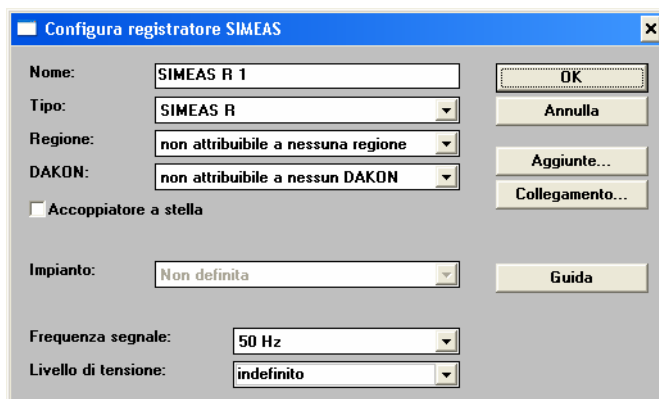 Configura registratore SIMEAS
Nome: SIMEAS R 1 OK
Tipo: SIMEAS R Annulla
Regione: non attribuibile a nessuna regione
DAKON: non attribuibile a nessun DAKON Aggiunte...
Accoppiatore a stella Collegamento...
Impianto: Non definita Guida
Frequenza segnale: 50 Hz
Livello di tensione: indefinito